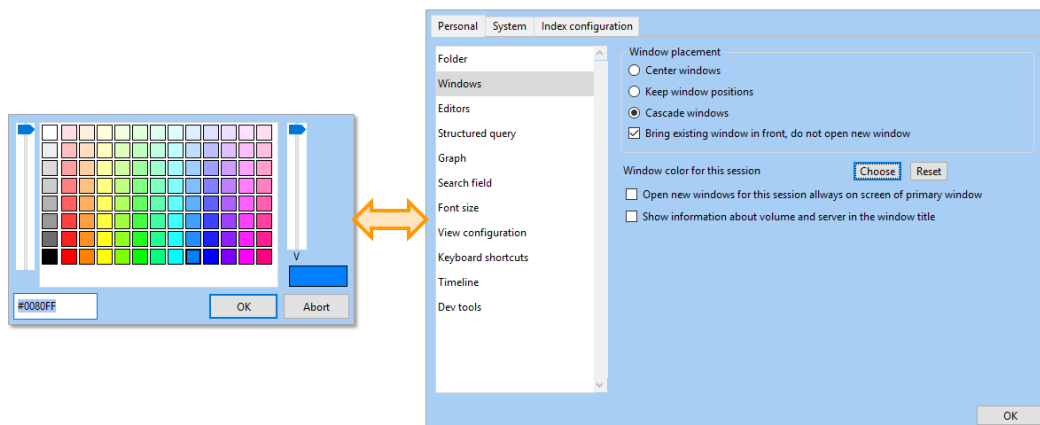 V
#0080FF
OK
Abort
Personal
System
Index configuration
Folder
Windows
Editors
Structured query
Graph
Search field
Font size
View configuration
Keyboard shortcuts
Timeline
Dev tools
Window placement
Center windows
Keep window positions
Cascade windows
Bring existing window in front, do not open new window
Window color for this session
Choose
Reset
Open new windows for this session allways on screen of primary window
Show information about volume and server in the window title
OK